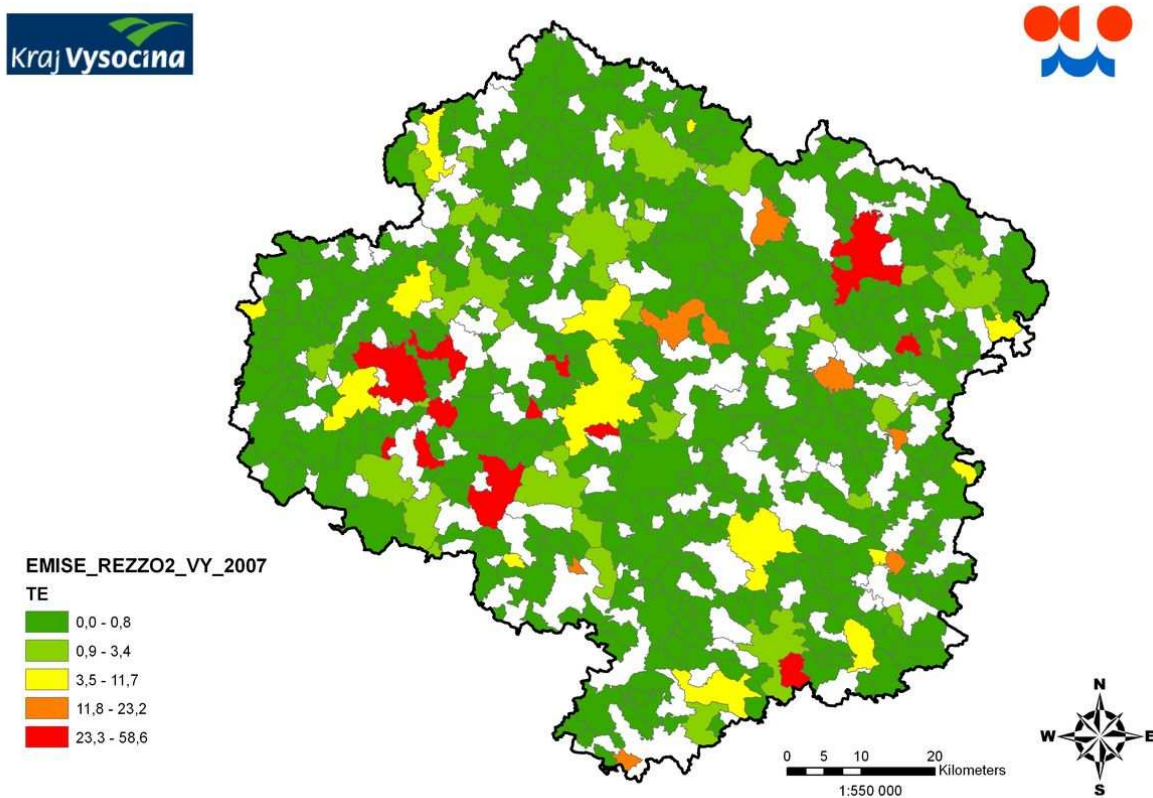 Kraj Vysočina
EMISE_REZZO2_VY_2007
TE
0,0 - 0,8
0,9 - 3,4
3,5 - 11,7
11,8 - 23,2
23,3 - 58,6
N
W E
S
0 5 10 20
Kilometers
1:550 000